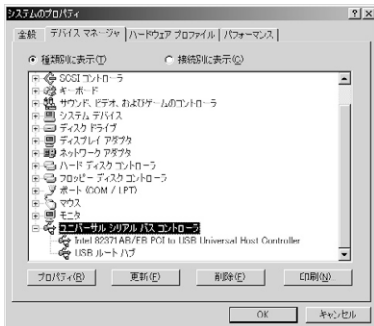 システムのプロパティ
全般 デバイス マネージャ ハードウェア プロファイル パフォーマンス
種類別に表示(T) 接続別に表示(C)
SCSI コントローラ
キーボード
サウンド、ビデオ、およびゲームのコントローラ
システム デバイス
ディスク ドライブ
ディスプレイ アダプタ
ネットワーク アダプタ
ハード ディスク コントローラ
フロッピー ディスク コントローラ
ポート (COM / LPT)
マウス
モニタ
ユニバーサル シリアル バス コントローラ
Intel 82371AB/EB PCI to USB Universal Host Controller
USB ルート ハブ
プロパティ(R) 更新(F) 削除(E) 印刷(N)
OK キャンセル